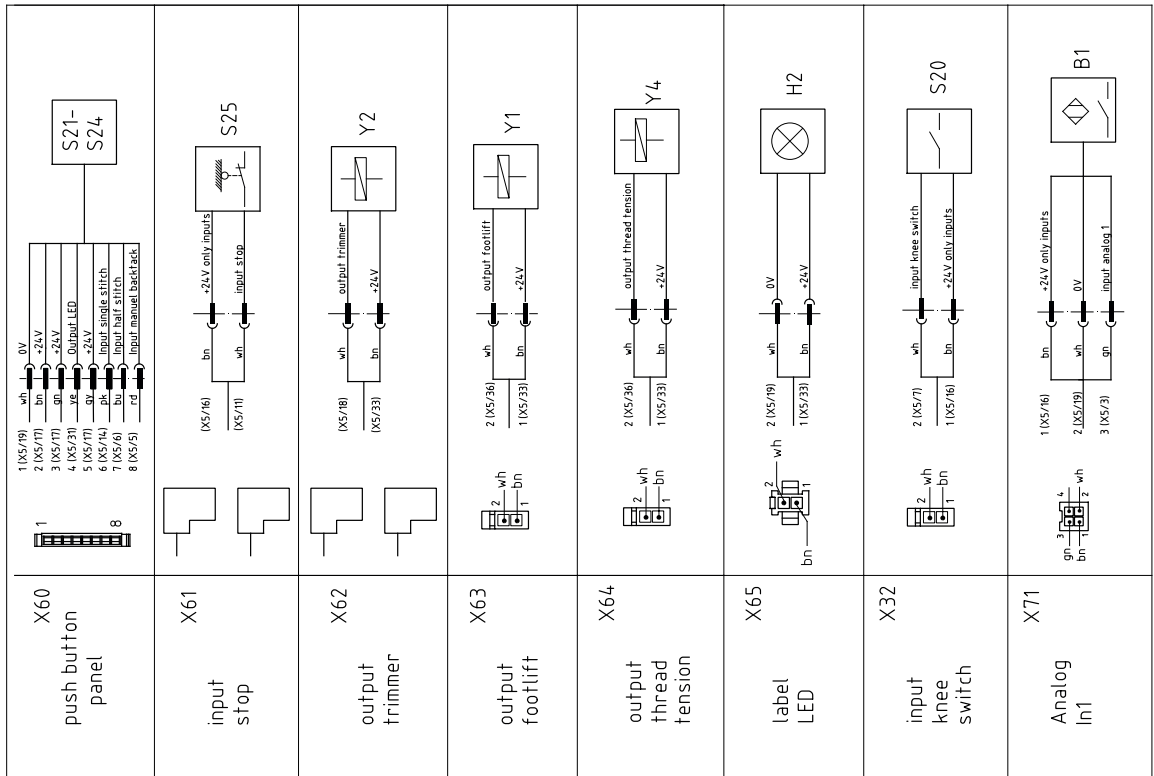 S21-
S24
wh 0V
bn +24V
gn +24V
ye Output LED
gy +24V
pk Input single stitch
bu Input half stitch
rd Input manuel backtack
1 (X5/19)
2 (X5/17)
3 (X5/17)
4 (X5/31)
5 (X5/17)
6 (X5/14)
7 (X5/6)
8 (X5/5)
1
8
X60
push button
panel
S25
+24V only inputs
input stop
bn
wh
(X5/16)
(X5/11)
X61
input
stop
Y2
output trimmer
+24V
wh
bn
(X5/18)
(X5/33)
X62
output
trimmer
Y1
output footlift
+24V
wh
bn
2 (X5/36)
1 (X5/33)
2 wh
1 bn
X63
output
footlift
Y4
output thread tension
+24V
wh
bn
2 (X5/36)
1 (X5/33)
2 wh
1 bn
X64
output
thread
tension
H2
0V
+24V
wh
bn
2 (X5/19)
1 (X5/33)
2 wh
1 bn
X65
label
LED
S20
input knee switch
+24V only inputs
wh
bn
2 (X5/7)
1 (X5/16)
2 wh
1 bn
X32
input
knee
switch
B1
+24V only inputs
0V
input analog 1
bn
wh
gn
1 (X5/16)
2 (X5/19)
3 (X5/3)
3 4
gn wh
bn 1 2
X71
Analog
In1